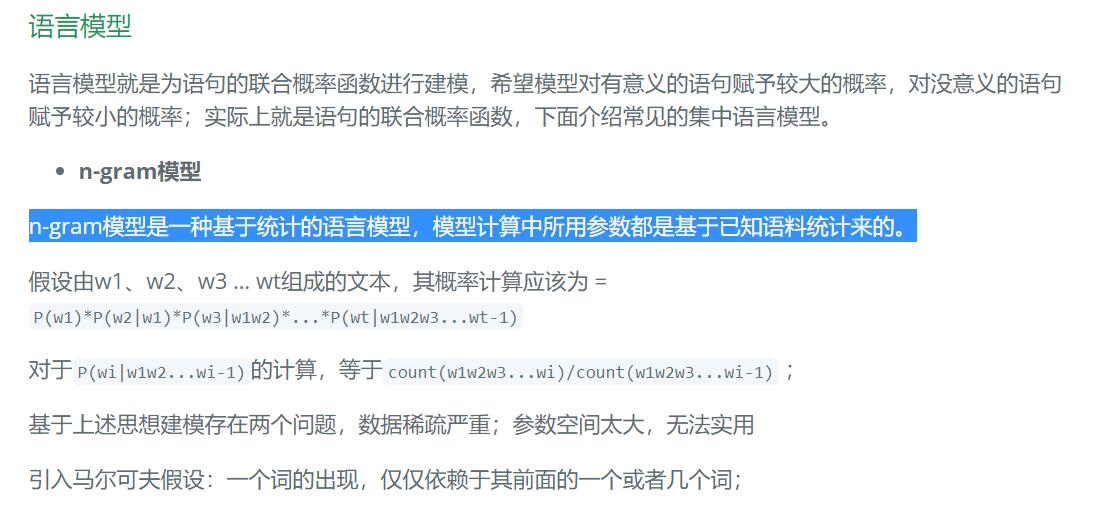 语言模型
语言模型就是为语句的联合概率函数进行建模，希望模型对有意义的语句赋予较大的概率，对没意义的语句
赋予较小的概率；实际上就是语句的联合概率函数，下面介绍常见的集中语言模型。
• n-gram模型
n-gram模型是一种基于统计的语言模型，模型计算中所用参数都是基于已知语料统计来的。
假设由w1、w2、w3 ... wt组成的文本，其概率计算应该为 =
P(w1)*P(w2|w1)*P(w3|w1w2)*...*P(wt|w1w2w3...wt-1)
对于 P(wi|w1w2...wi-1) 的计算，等于 count(w1w2w3...wi)/count(w1w2w3...wi-1) ；
基于上述思想建模存在两个问题，数据稀疏严重；参数空间太大，无法实用
引入马尔可夫假设：一个词的出现，仅仅依赖于其前面的一个或者几个词；